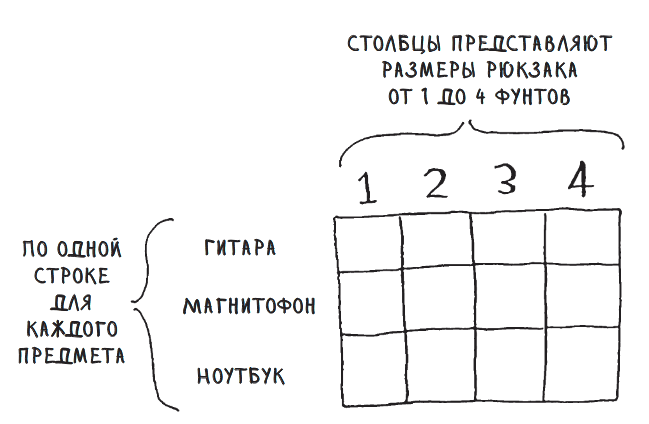 СТОЛБЦЫ ПРЕДСТАВЛЯЮТ
РАЗМЕРЫ РЮКЗАКА
ОТ 1 ДО 4 ФУНТОВ
1 2 3 4
ПО ОДНОЙ
СТРОКЕ
ДЛЯ
КАЖДОГО
ПРЕДМЕТА
ГИТАРА
МАГНИТОФОН
НОУТБУК